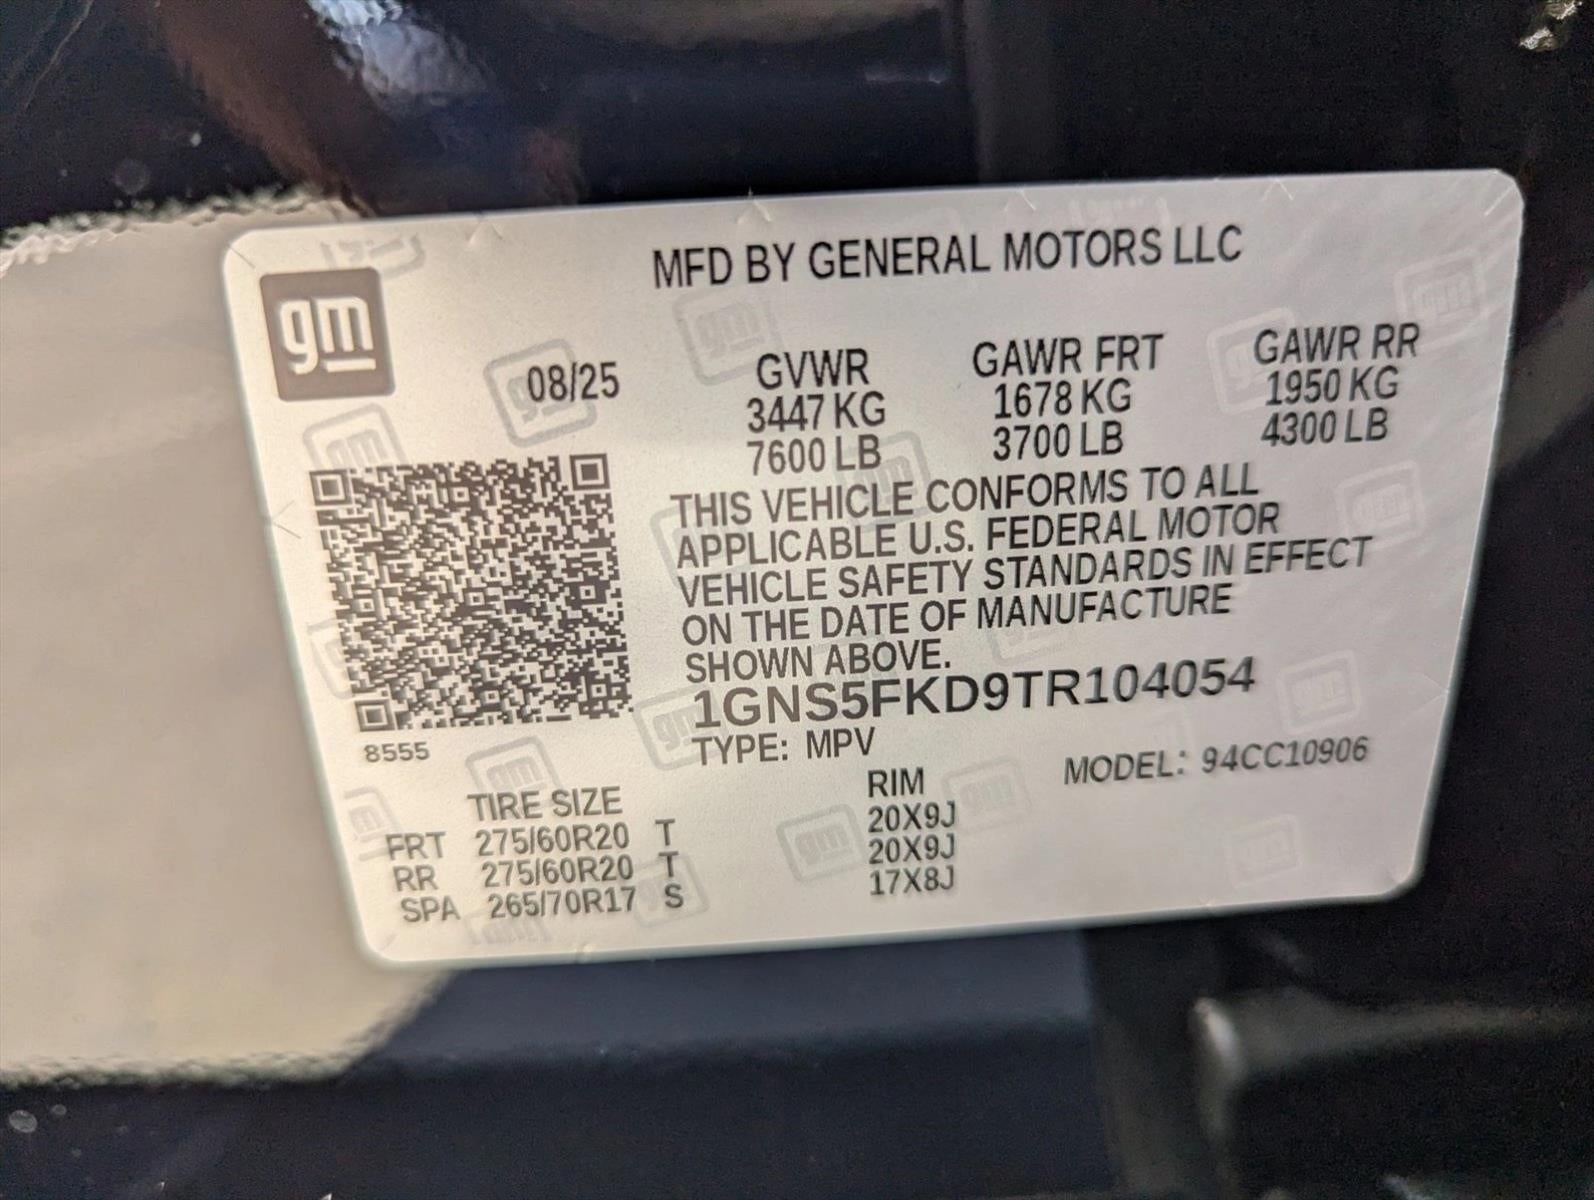 MFD BY GENERAL MOTORS LLC
gm
08/25 GVWR GAWR FRT GAWR RR
3447 KG 1678 KG 1950 KG
7600 LB 3700 LB 4300 LB
THIS VEHICLE CONFORMS TO ALL
APPLICABLE U.S. FEDERAL MOTOR
VEHICLE SAFETY STANDARDS IN EFFECT
ON THE DATE OF MANUFACTURE
SHOWN ABOVE.
1GNS5FKD9TR104054
8555
TYPE: MPV MODEL: 94CC10906
TIRE SIZE RIM
FRT 275/60R20 T 20X9J
RR 275/60R20 T 20X9J
SPA 265/70R17 S 17X8J